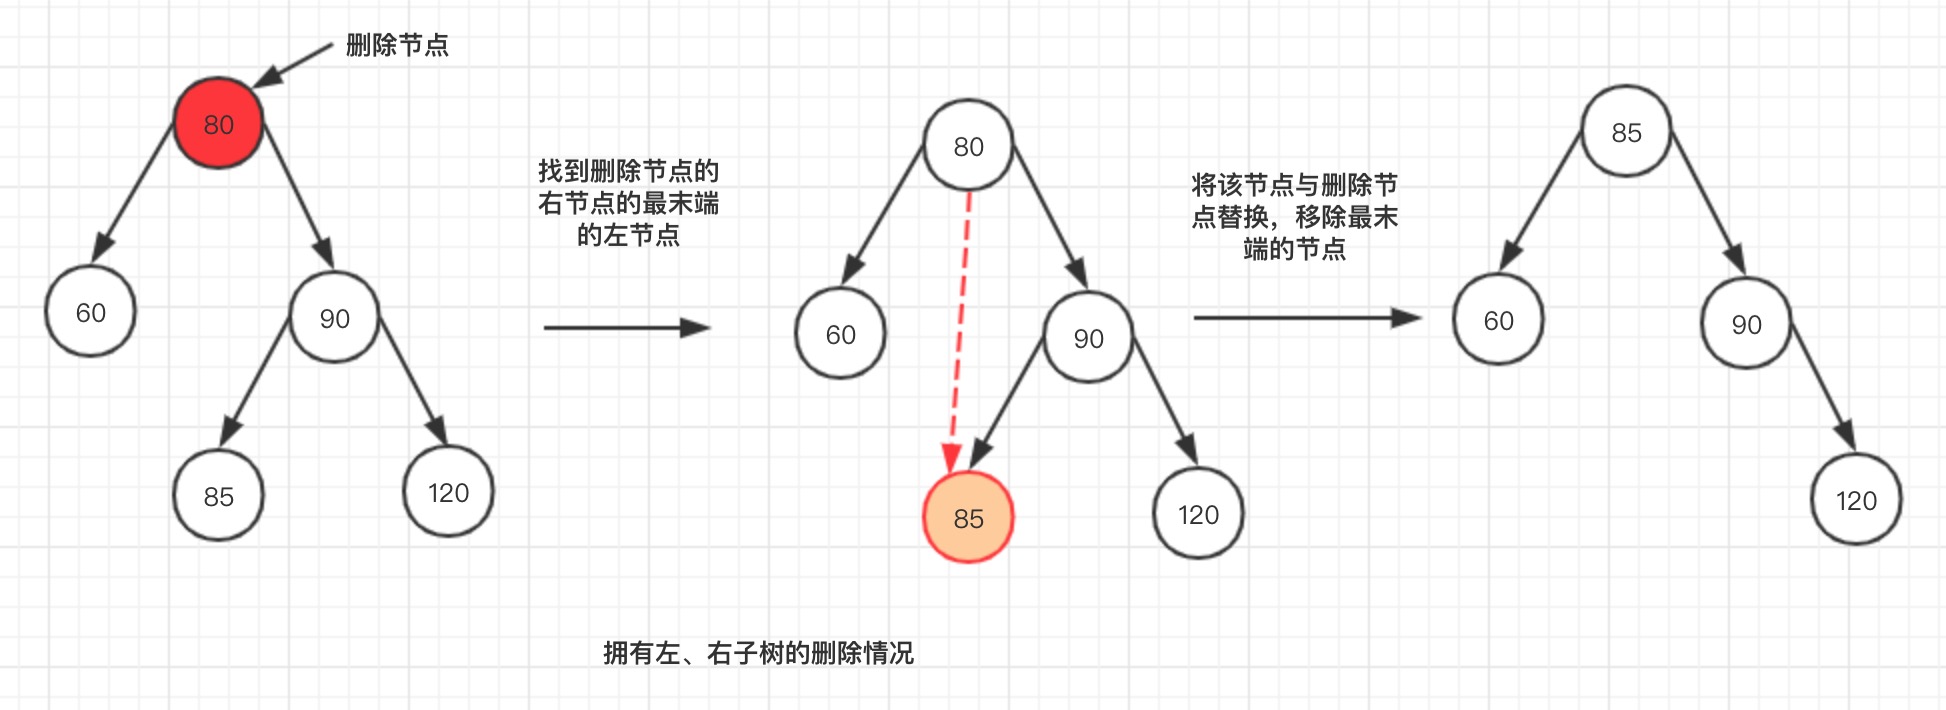 删除节点
80
60
90
85
120
找到删除节点的
右节点的最末端
的左节点
80
60
90
85
120
将该节点与删除节
点替换，移除最末
端的节点
85
60
90
120
拥有左、右子树的删除情况